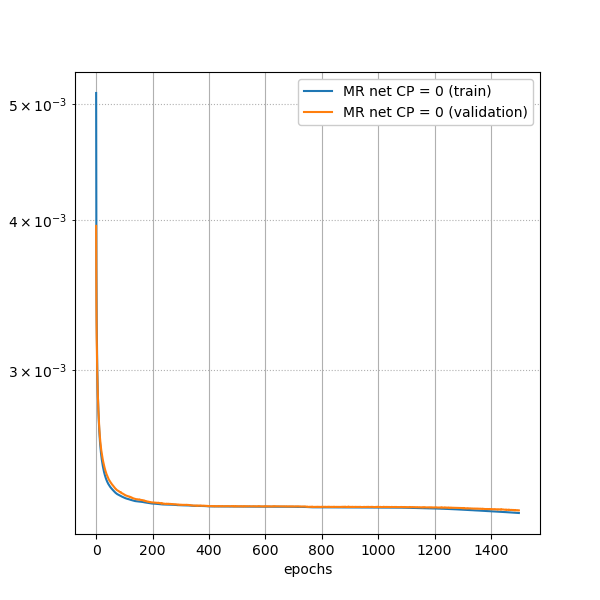 MR net CP = 0 (train)
MR net CP = 0 (validation)
5 × 10⁻³
4 × 10⁻³
3 × 10⁻³
0 200 400 600 800 1000 1200 1400
epochs